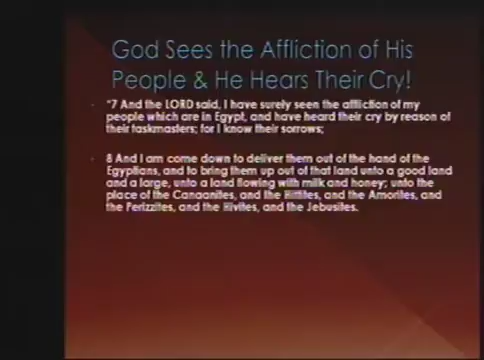 God Sees the Affliction of His
People & He Hears Their Cry!
"7 And the LORD said, I have surely seen the affliction of my
people which are in Egypt, and have heard their cry by reason of
their taskmasters; for I know their sorrows;
8 And I am come down to deliver them out of the hand of the
Egyptians, and to bring them up out of that land unto a good land
and a large, unto a land flowing with milk and honey; unto the
place of the Canaanites, and the Hittites, and the Amorites, and
the Perizzites, and the Hivites, and the Jebusites.